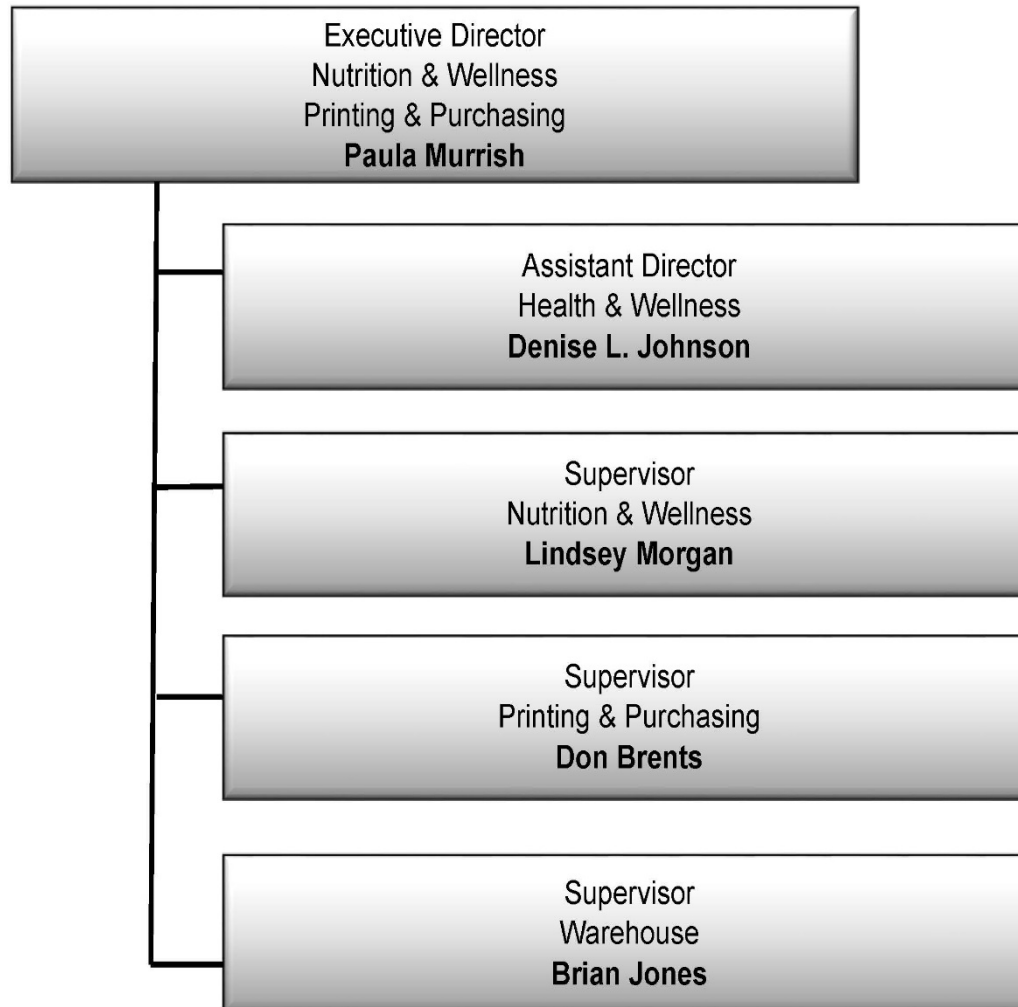 Executive Director
Nutrition & Wellness
Printing & Purchasing
Paula Murrish
Assistant Director
Health & Wellness
Denise L. Johnson
Supervisor
Nutrition & Wellness
Lindsey Morgan
Supervisor
Printing & Purchasing
Don Brents
Supervisor
Warehouse
Brian Jones